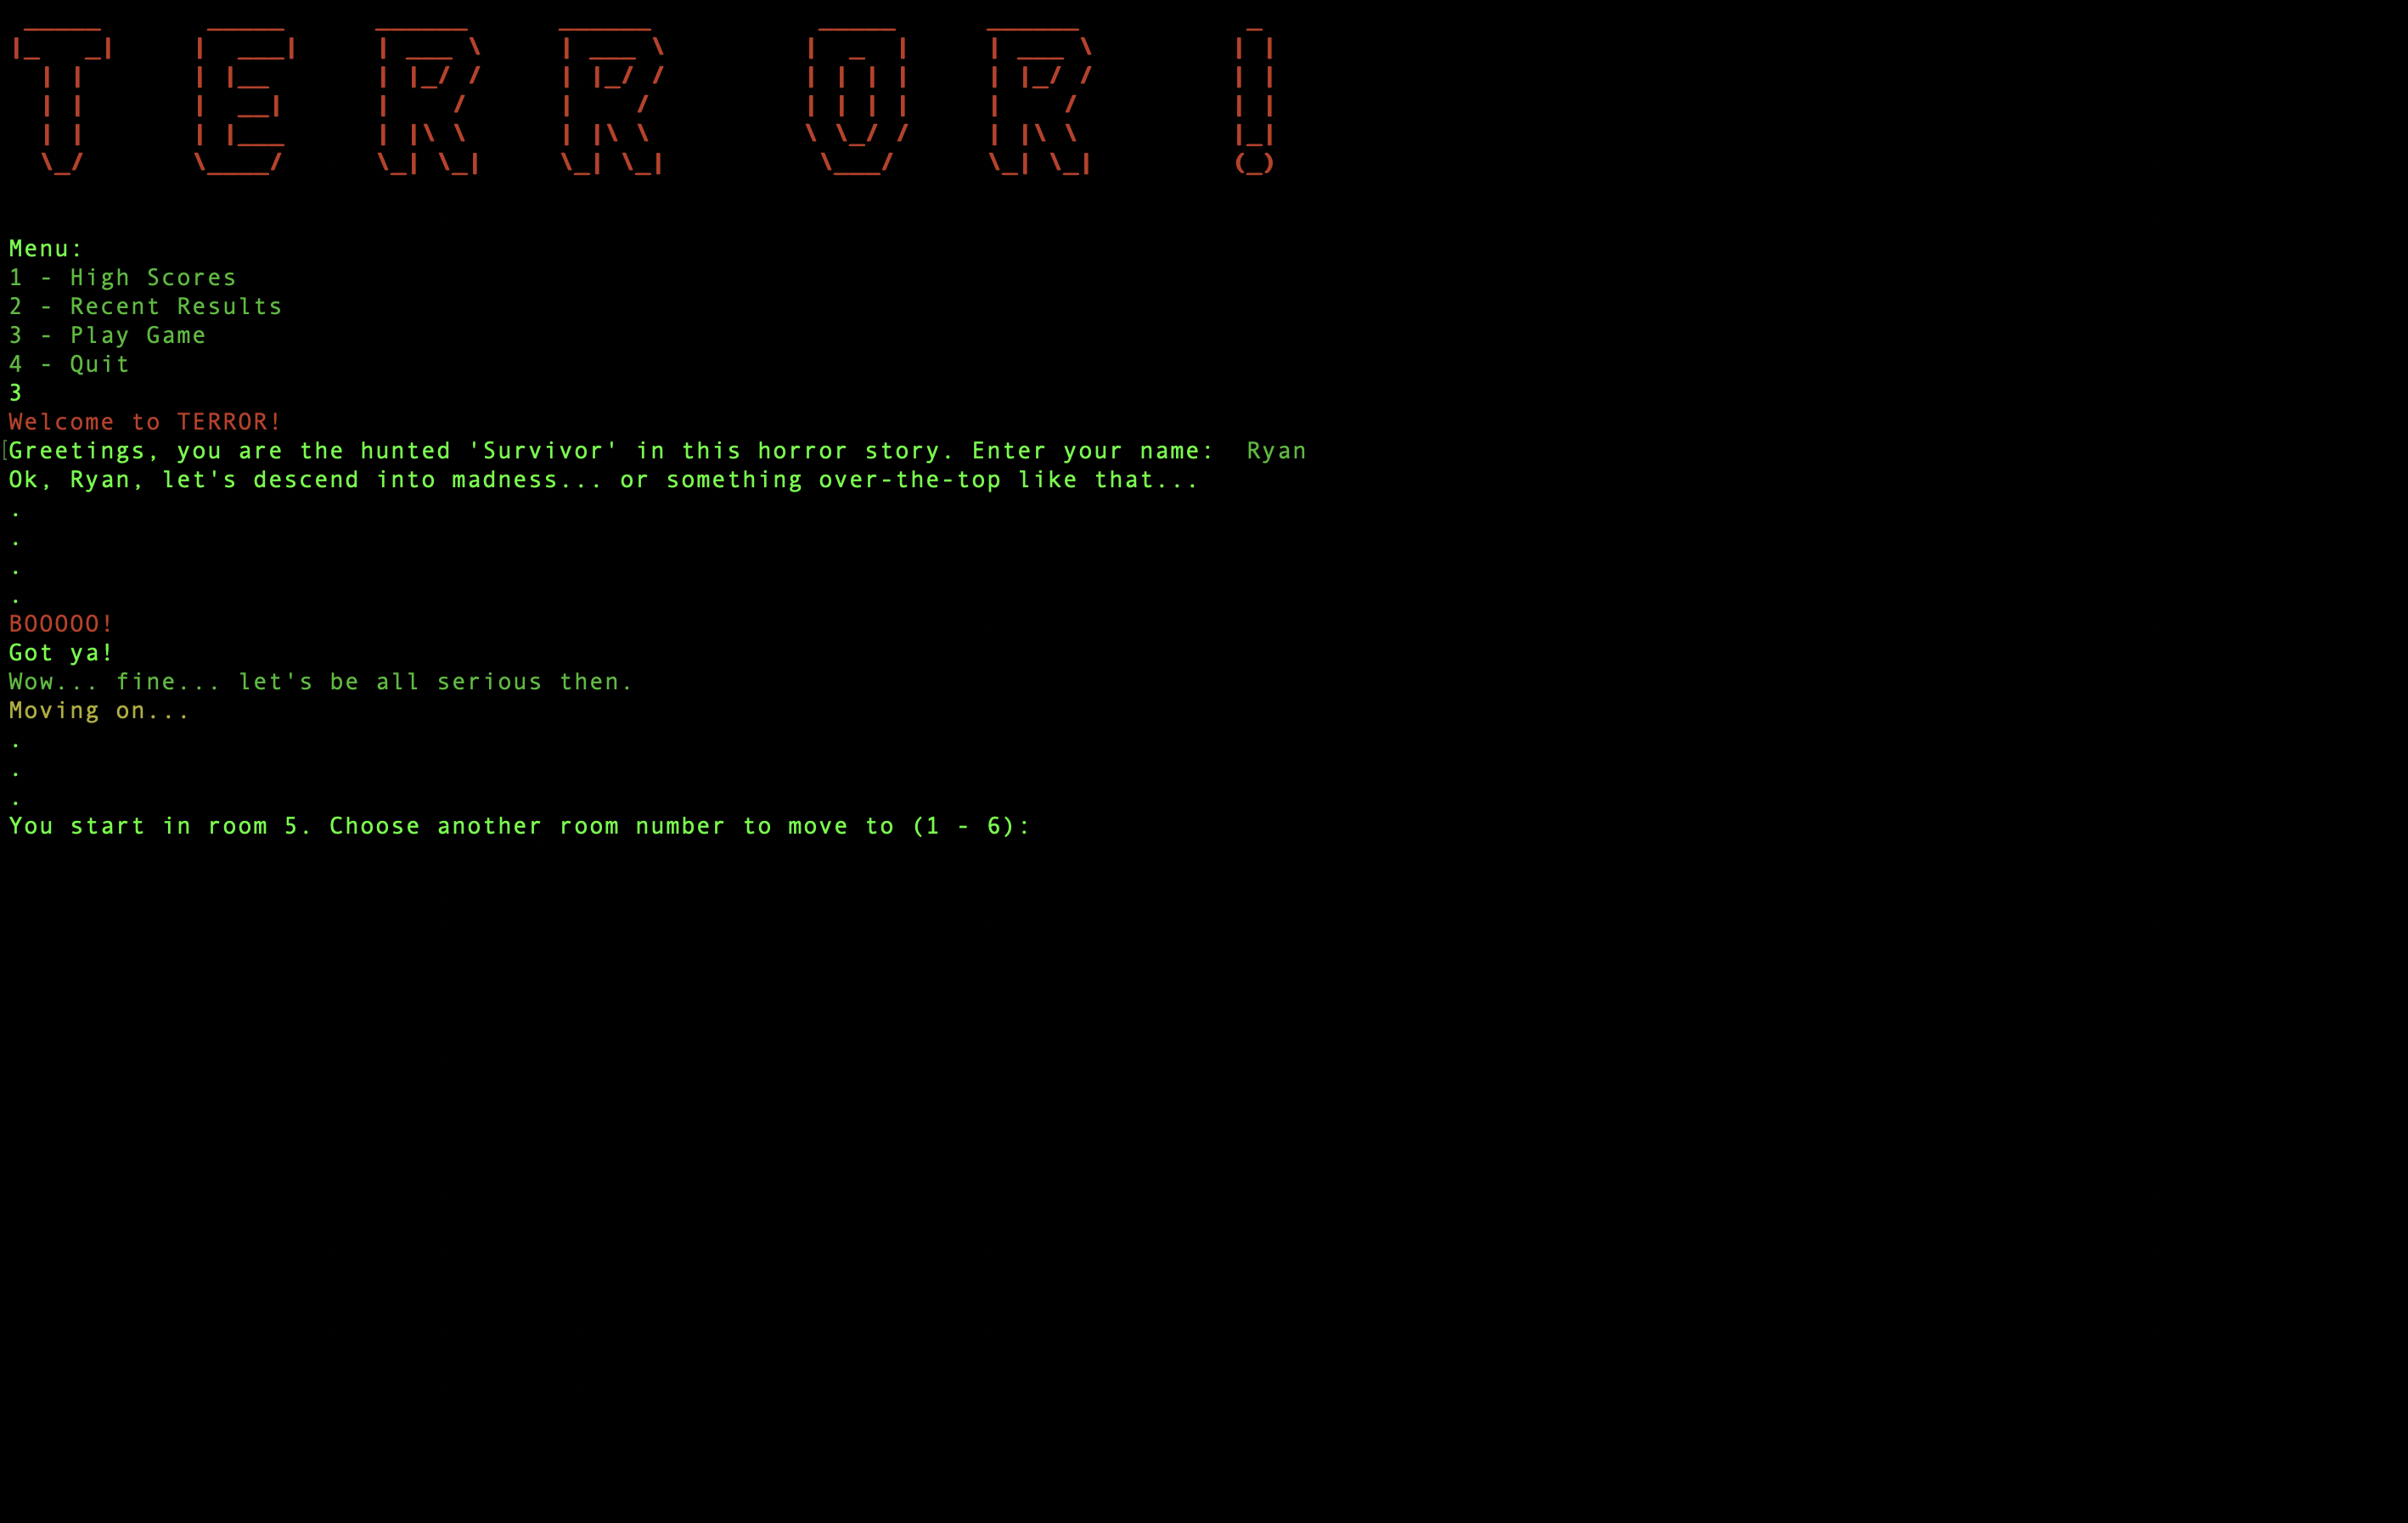 TERROR!
Menu:
1 - High Scores
2 - Recent Results
3 - Play Game
4 - Quit
3
Welcome to TERROR!
[Greetings, you are the hunted 'Survivor' in this horror story. Enter your name:  Ryan
Ok, Ryan, let's descend into madness... or something over-the-top like that...
.
.
.
.
BOOOOO!
Got ya!
Wow... fine... let's be all serious then.
Moving on...
.
.
.
You start in room 5. Choose another room number to move to (1 - 6):